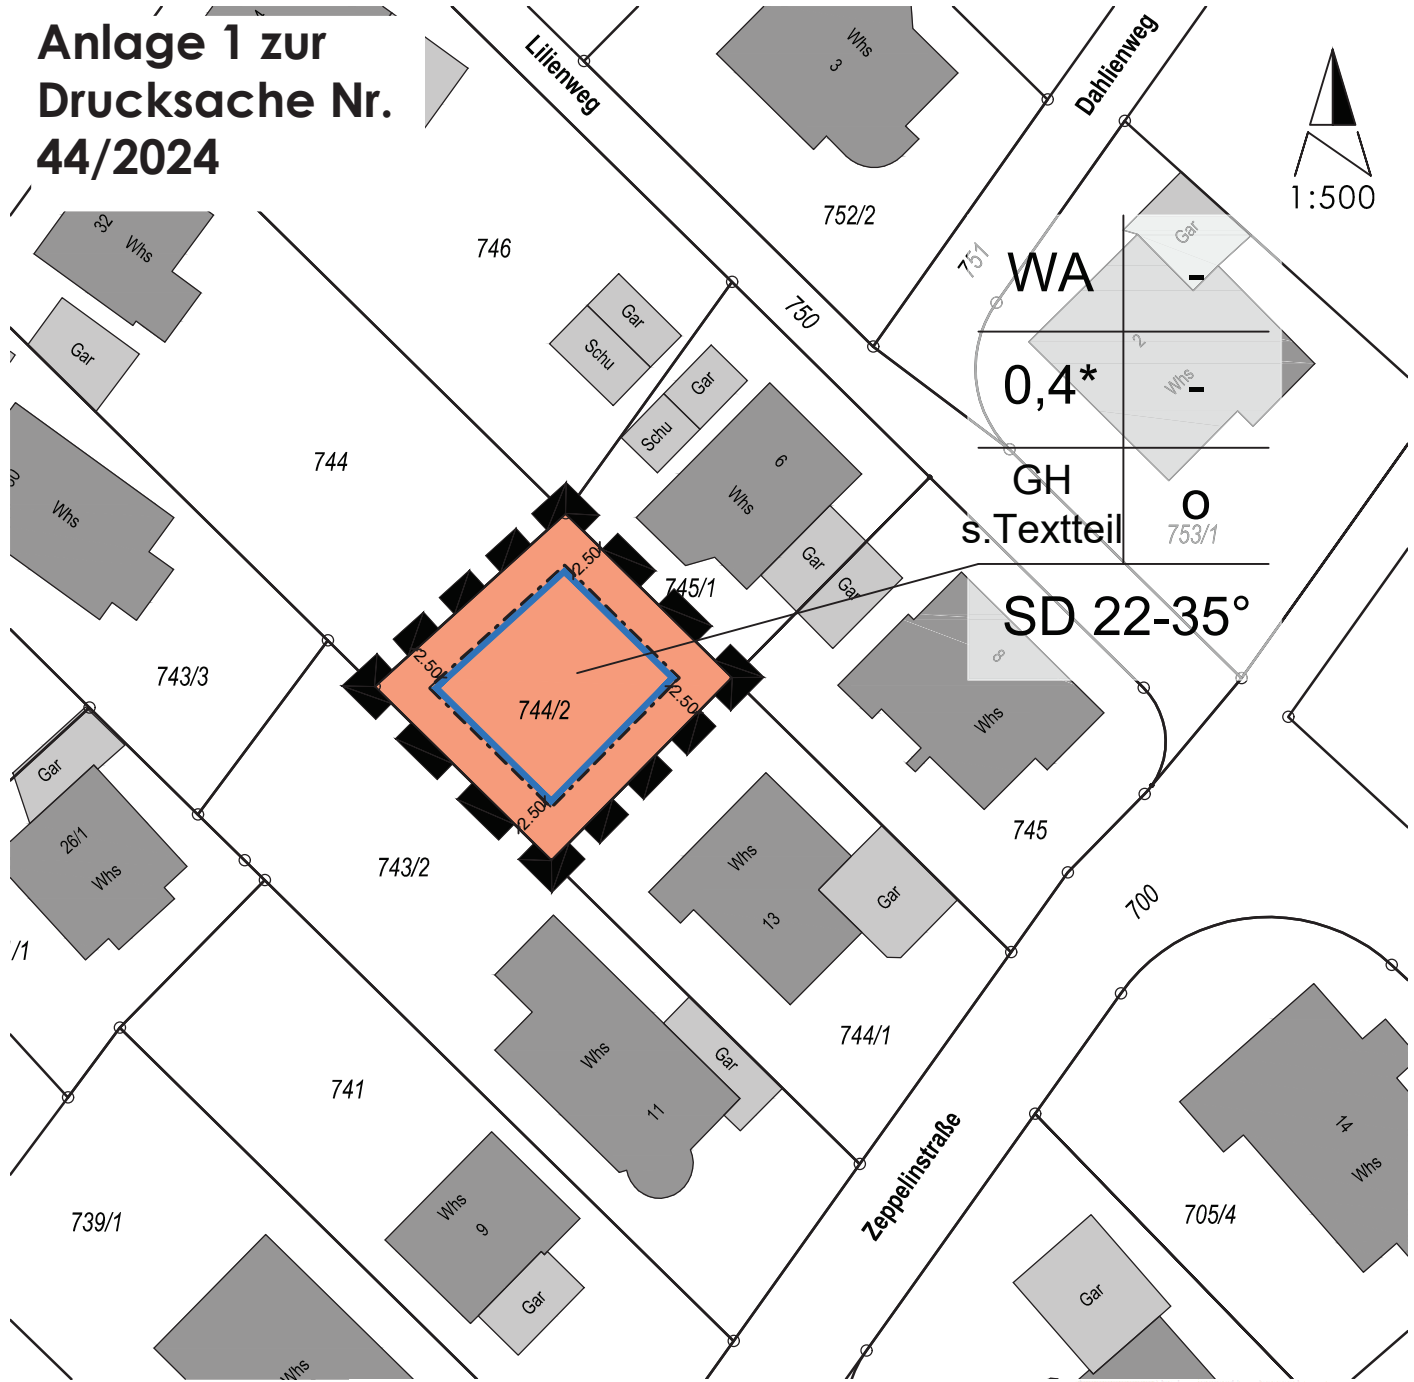 Anlage 1 zur
Drucksache Nr.
44/2024
Lilienweg
Whs
3
Dahlienweg
1:500
752/2
32
Whs
746
751
Gar
WA
-
Gar
Gar
Schu
750
2
Whs
0,4*
-
Gar
Schu
744
6
Whs
Whs
GH
s.Textteil
o
753/1
Gar
Gar
2.50
745/1
SD 22-35°
8
743/3
2.50
2.50
744/2
Whs
Gar
2.50
745
26/1
Whs
743/2
Whs
13
Gar
700
/1
744/1
Whs
Gar
11
741
14
Whs
Zeppelinstraße
739/1
Whs
9
705/4
Gar
Gar
Whs